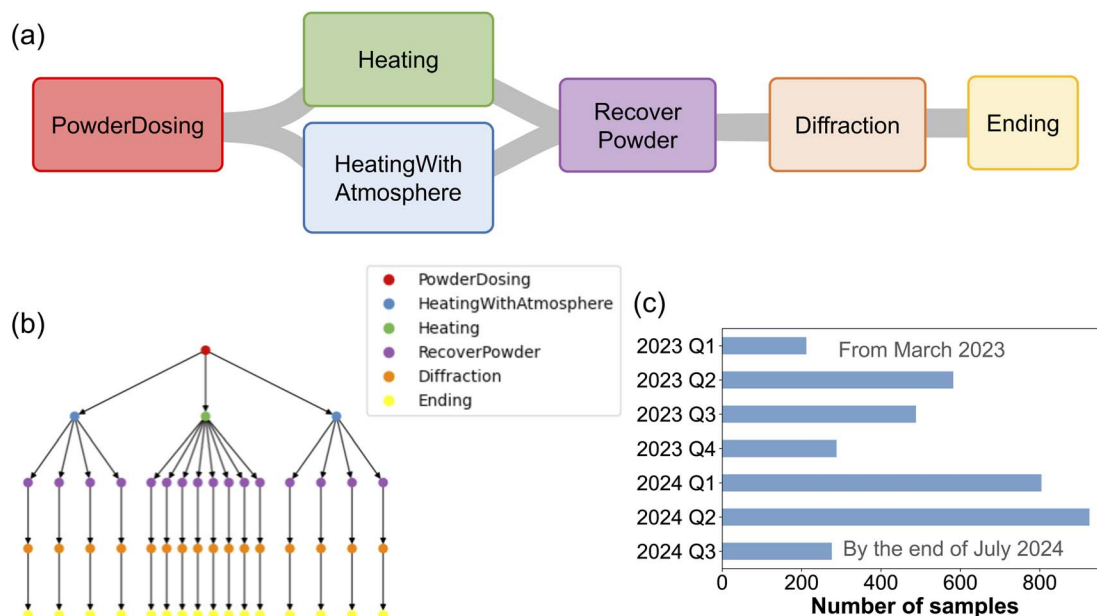 (a)
PowderDosing
Heating
HeatingWith
Atmosphere
Recover
Powder
Diffraction
Ending
(b)
PowderDosing
HeatingWithAtmosphere
Heating
RecoverPowder
Diffraction
Ending
(c)
2023 Q1
From March 2023
2023 Q2
2023 Q3
2023 Q4
2024 Q1
2024 Q2
2024 Q3
By the end of July 2024
0 200 400 600 800
Number of samples